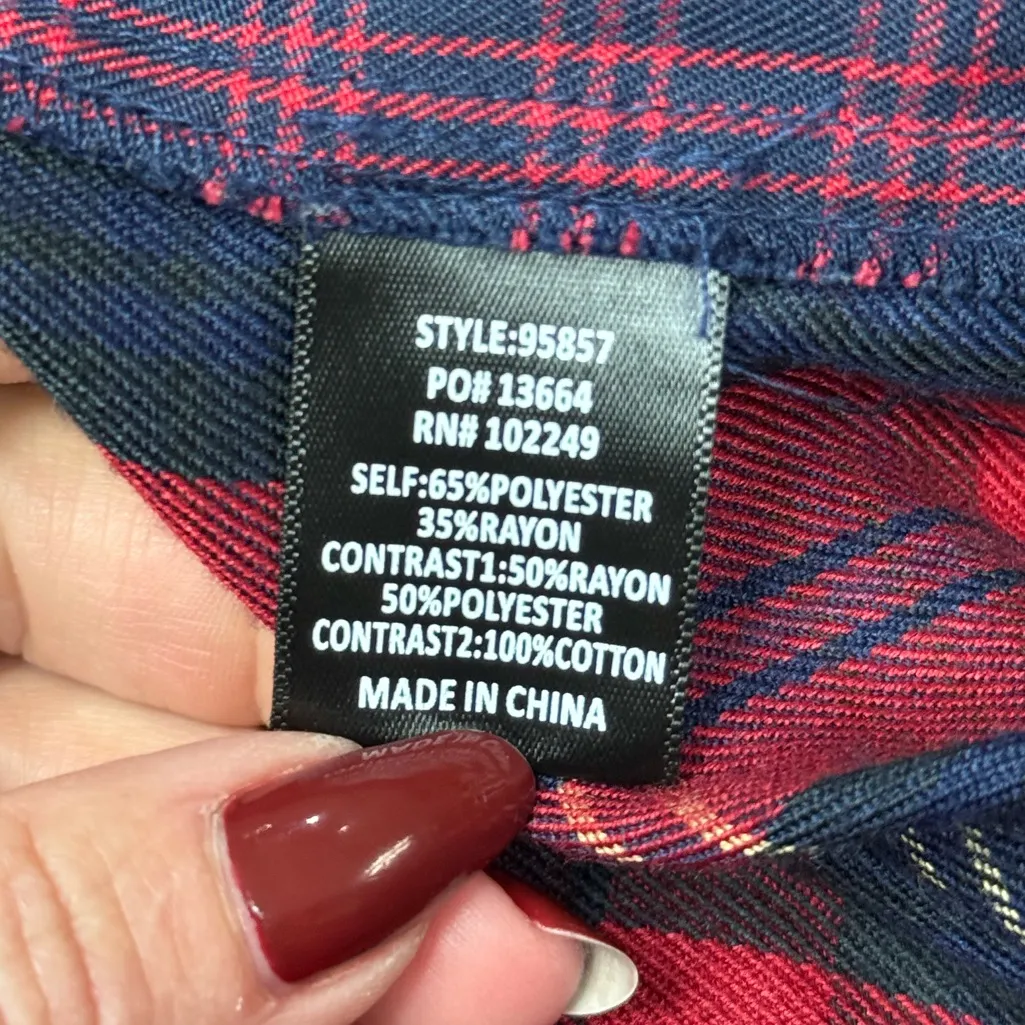 STYLE:95857
PO# 13664
RN# 102249
SELF:65%POLYESTER
35%RAYON
CONTRAST1:50%RAYON
50%POLYESTER
CONTRAST2:100%COTTON
MADE IN CHINA